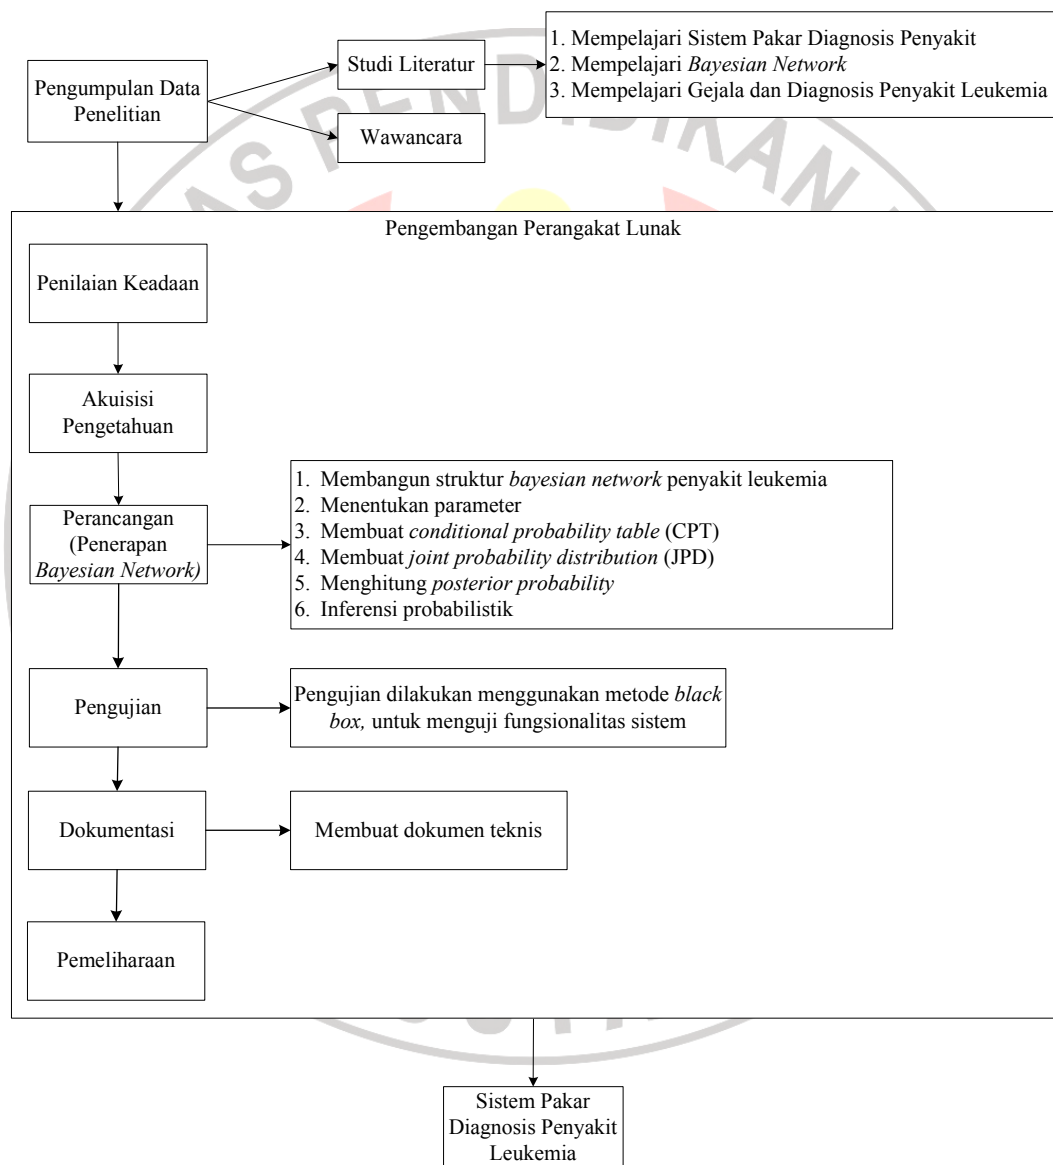 Pengumpulan Data
Penelitian
Studi Literatur
Wawancara
1. Mempelajari Sistem Pakar Diagnosis Penyakit
2. Mempelajari Bayesian Network
3. Mempelajari Gejala dan Diagnosis Penyakit Leukemia
Pengembangan Perangakat Lunak
Penilaian Keadaan
Akuisisi
Pengetahuan
Perancangan
(Penerapan
Bayesian Network)
1. Membangun struktur bayesian network penyakit leukemia
2. Menentukan parameter
3. Membuat conditional probability table (CPT)
4. Membuat joint probability distribution (JPD)
5. Menghitung posterior probability
6. Inferensi probabilistik
Pengujian
Pengujian dilakukan menggunakan metode black
box, untuk menguji fungsionalitas sistem
Dokumentasi
Membuat dokumen teknis
Pemeliharaan
Sistem Pakar
Diagnosis Penyakit
Leukemia